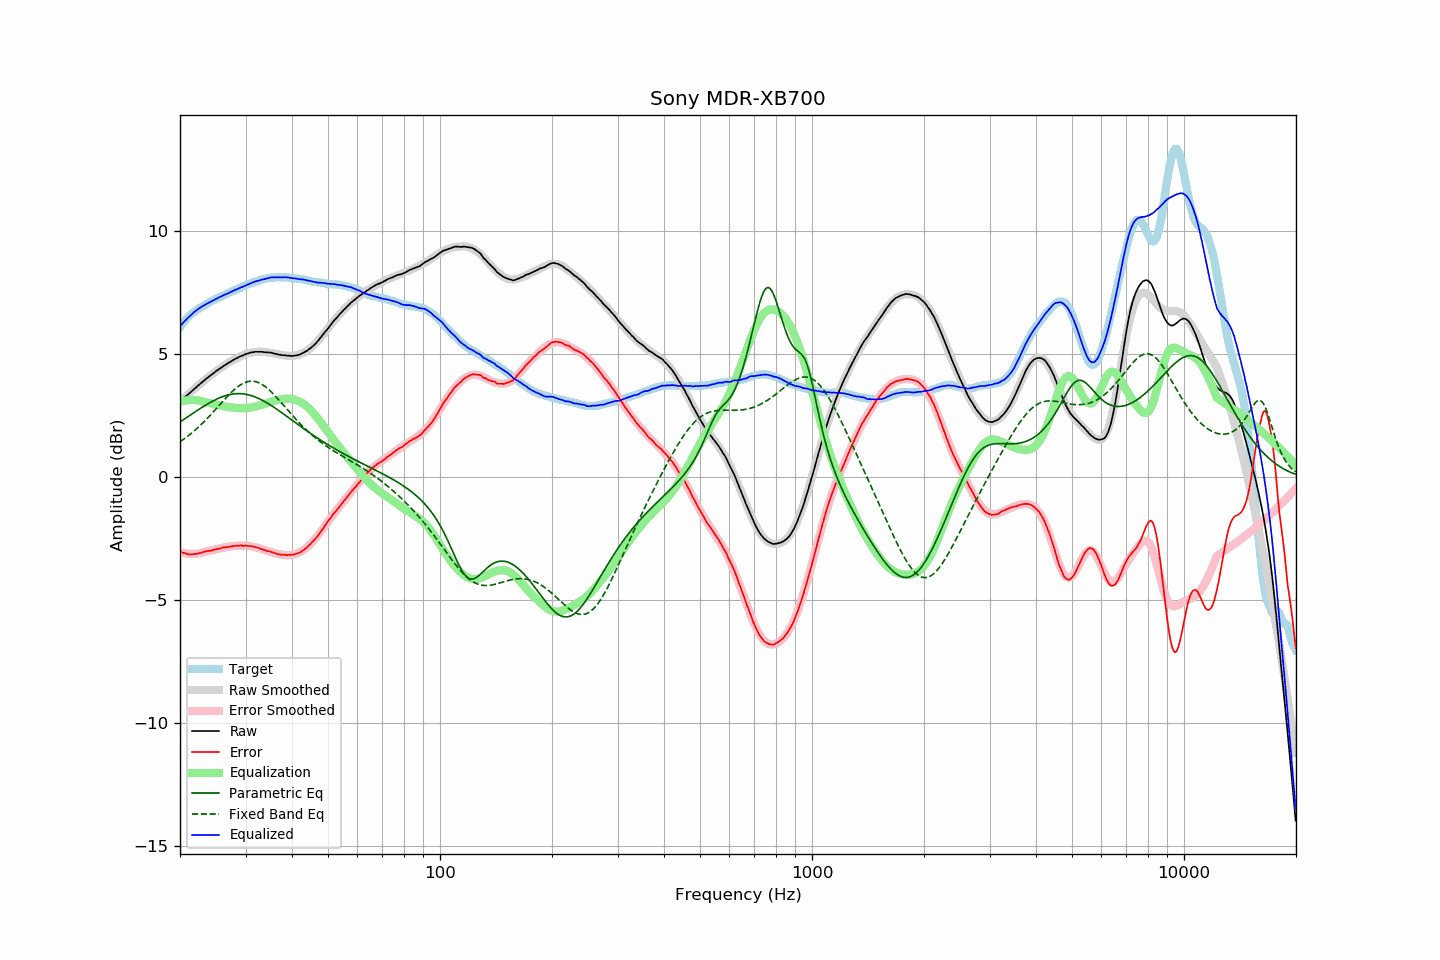 Sony MDR-XB700
Amplitude (dBr)
10
5
0
−5
−10
−15
Target
Raw Smoothed
Error Smoothed
Raw
Error
Equalization
Parametric Eq
Fixed Band Eq
Equalized
100
1000
10000
Frequency (Hz)